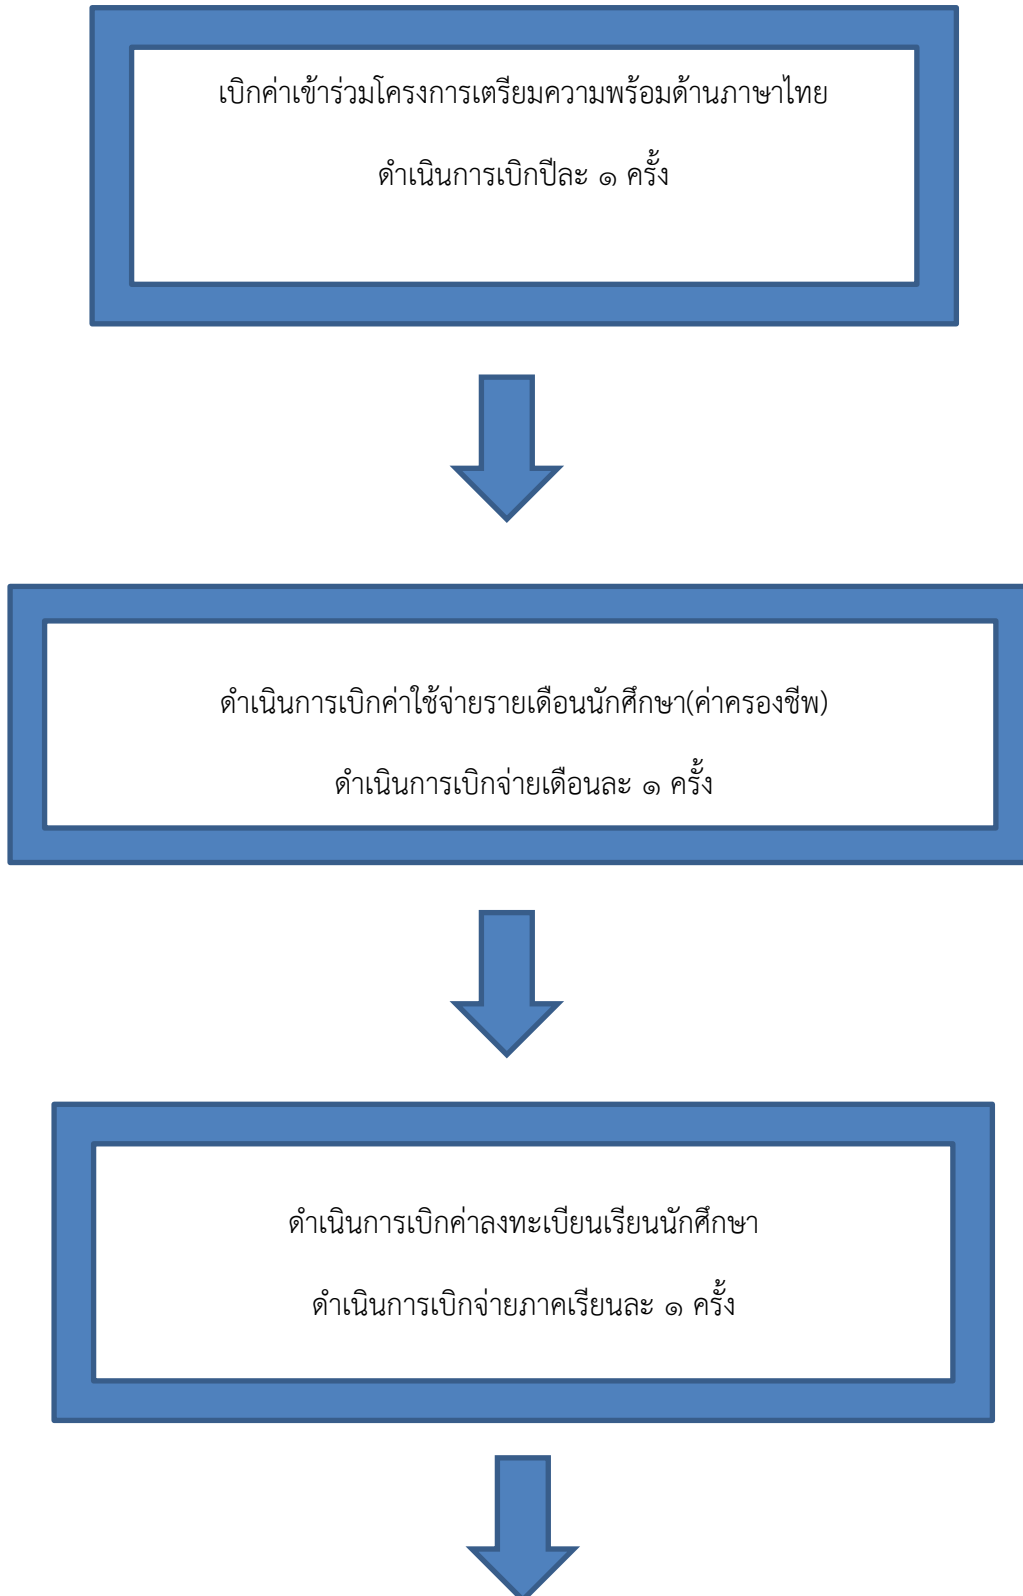 เบิกค่าเข้าร่วมโครงการเตรียมความพร้อมด้านภาษาไทย
ดำเนินการเบิกปีละ ๑ ครั้ง
ดำเนินการเบิกค่าใช้จ่ายรายเดือนนักศึกษา(ค่าครองชีพ)
ดำเนินการเบิกจ่ายเดือนละ ๑ ครั้ง
ดำเนินการเบิกค่าลงทะเบียนเรียนนักศึกษา
ดำเนินการเบิกจ่ายภาคเรียนละ ๑ ครั้ง